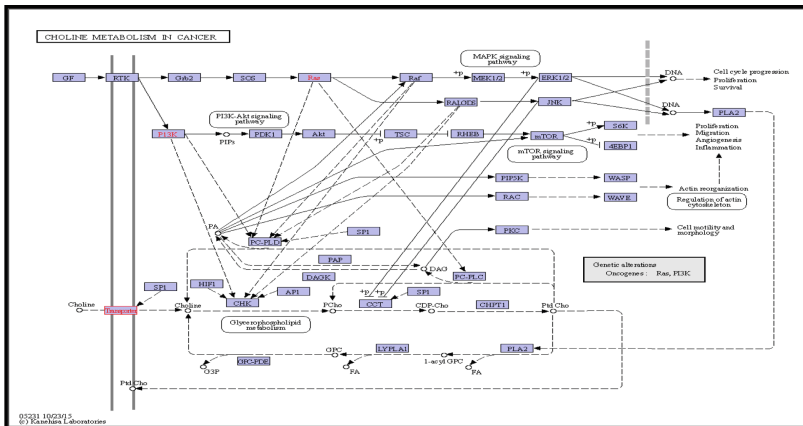 CHOLINE METABOLISM IN CANCER
MAPK signaling
pathway
GF
RTK
Grb2
SOS
Ras
Raf
+p
MEK1/2
+p
ERK1/2
DNA
Cell cycle progression
Proliferation
Survival
RALGDS
JNK
DNA
PLA2
PI3K-Akt signaling
pathway
PI3K
PIPs
PDK1
Akt
+p
TSC
RHEB
mTOR
+p
S6K
+p
4EBP1
mTOR signaling
pathway
Proliferation
Migration
Angiogenesis
Inflammation
PIP5K
WASP
RAC
WAVE
Actin reorganization
Regulation of actin
cytoskeleton
PA
PC-PLD
SP1
PKC
Cell motility and
morphology
PAP
DAG
DAGK
PC-PLC
Genetic alterations
Oncogenes : Ras, PI3K
Choline
SP1
Transporter
Choline
HIF1
CHK
AP1
PCho
+p
+p
CCT
SP1
CDP-Cho
CHPT1
Ptd Cho
Glycerophospholipid
metabolism
GPC
LYPLA1
1-acyl GPC
PLA2
G3P
GPC-PDE
FA
FA
Ptd Cho
05231 10/23/15
(c) Kanehisa Laboratories